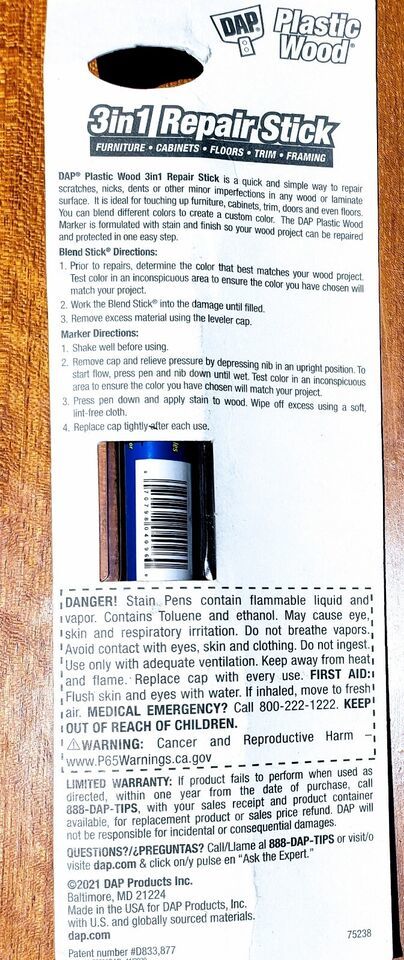 DAP Plastic
Wood®
3in1 Repair Stick
FURNITURE • CABINETS • FLOORS • TRIM • FRAMING
DAP® Plastic Wood 3in1 Repair Stick is a quick and simple way to repair
scratches, nicks, dents or other minor imperfections in any wood or laminate
surface. It is ideal for touching up furniture, cabinets, trim, doors and even floors.
You can blend different colors to create a custom color. The DAP Plastic Wood
Marker is formulated with stain and finish so your wood project can be repaired
and protected in one easy step.
Blend Stick® Directions:
1. Prior to repairs, determine the color that best matches your wood project.
Test color in an inconspicuous area to ensure the color you have chosen will
match your project.
2. Work the Blend Stick® into the damage until filled.
3. Remove excess material using the leveler cap.
Marker Directions:
1. Shake well before using.
2. Remove cap and relieve pressure by depressing nib in an upright position. To
start flow, press pen and nib down until wet. Test color in an inconspicuous
area to ensure the color you have chosen will match your project.
3. Press pen down and apply stain to wood. Wipe off excess using a soft,
lint-free cloth.
4. Replace cap tightly after each use.
DANGER! Stain Pens contain flammable liquid and
vapor. Contains Toluene and ethanol. May cause eye,
skin and respiratory irritation. Do not breathe vapors.
Avoid contact with eyes, skin and clothing. Do not ingest.
Use only with adequate ventilation. Keep away from heat
and flame. Replace cap with every use. FIRST AID:
Flush skin and eyes with water. If inhaled, move to fresh
air. MEDICAL EMERGENCY? Call 800-222-1222. KEEP
OUT OF REACH OF CHILDREN.
⚠WARNING: Cancer and Reproductive Harm –
www.P65Warnings.ca.gov
LIMITED WARRANTY: If product fails to perform when used as
directed, within one year from the date of purchase, call
888-DAP-TIPS, with your sales receipt and product container
available, for replacement product or sales price refund. DAP will
not be responsible for incidental or consequential damages.
QUESTIONS?/¿PREGUNTAS? Call/Llame al 888-DAP-TIPS or visit/o
visite dap.com & click on/y pulse en "Ask the Expert."
©2021 DAP Products Inc.
Baltimore, MD 21224
Made in the USA for DAP Products, Inc.
with U.S. and globally sourced materials.
dap.com 75238
Patent number #D833,877